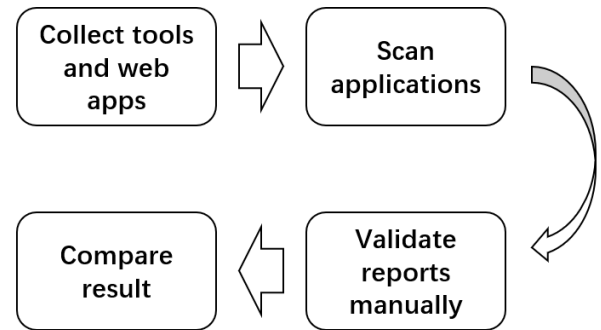 Collect tools
and web
apps
Scan
applications
Validate
reports
manually
Compare
result